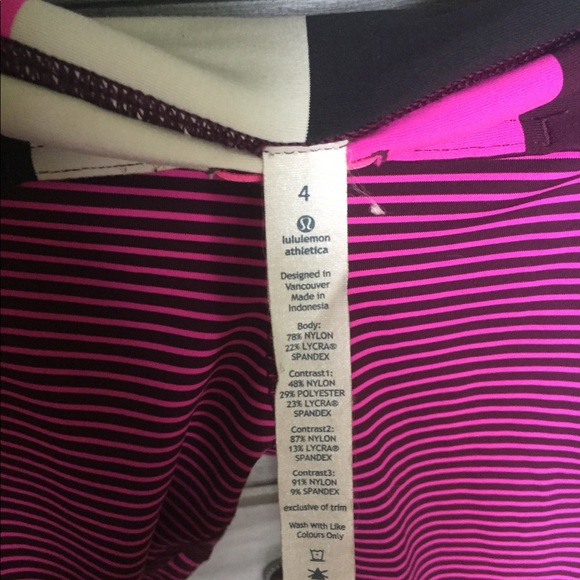 4
lululemon
athletica
Designed in
Vancouver
Made in
Indonesia
Body:
78% NYLON
22% LYCRA®
SPANDEX
Contrast1:
48% NYLON
29% POLYESTER
23% LYCRA®
SPANDEX
Contrast2:
87% NYLON
13% LYCRA®
SPANDEX
Contrast3:
91% NYLON
9% SPANDEX
exclusive of trim
Wash with Like
Colours Only